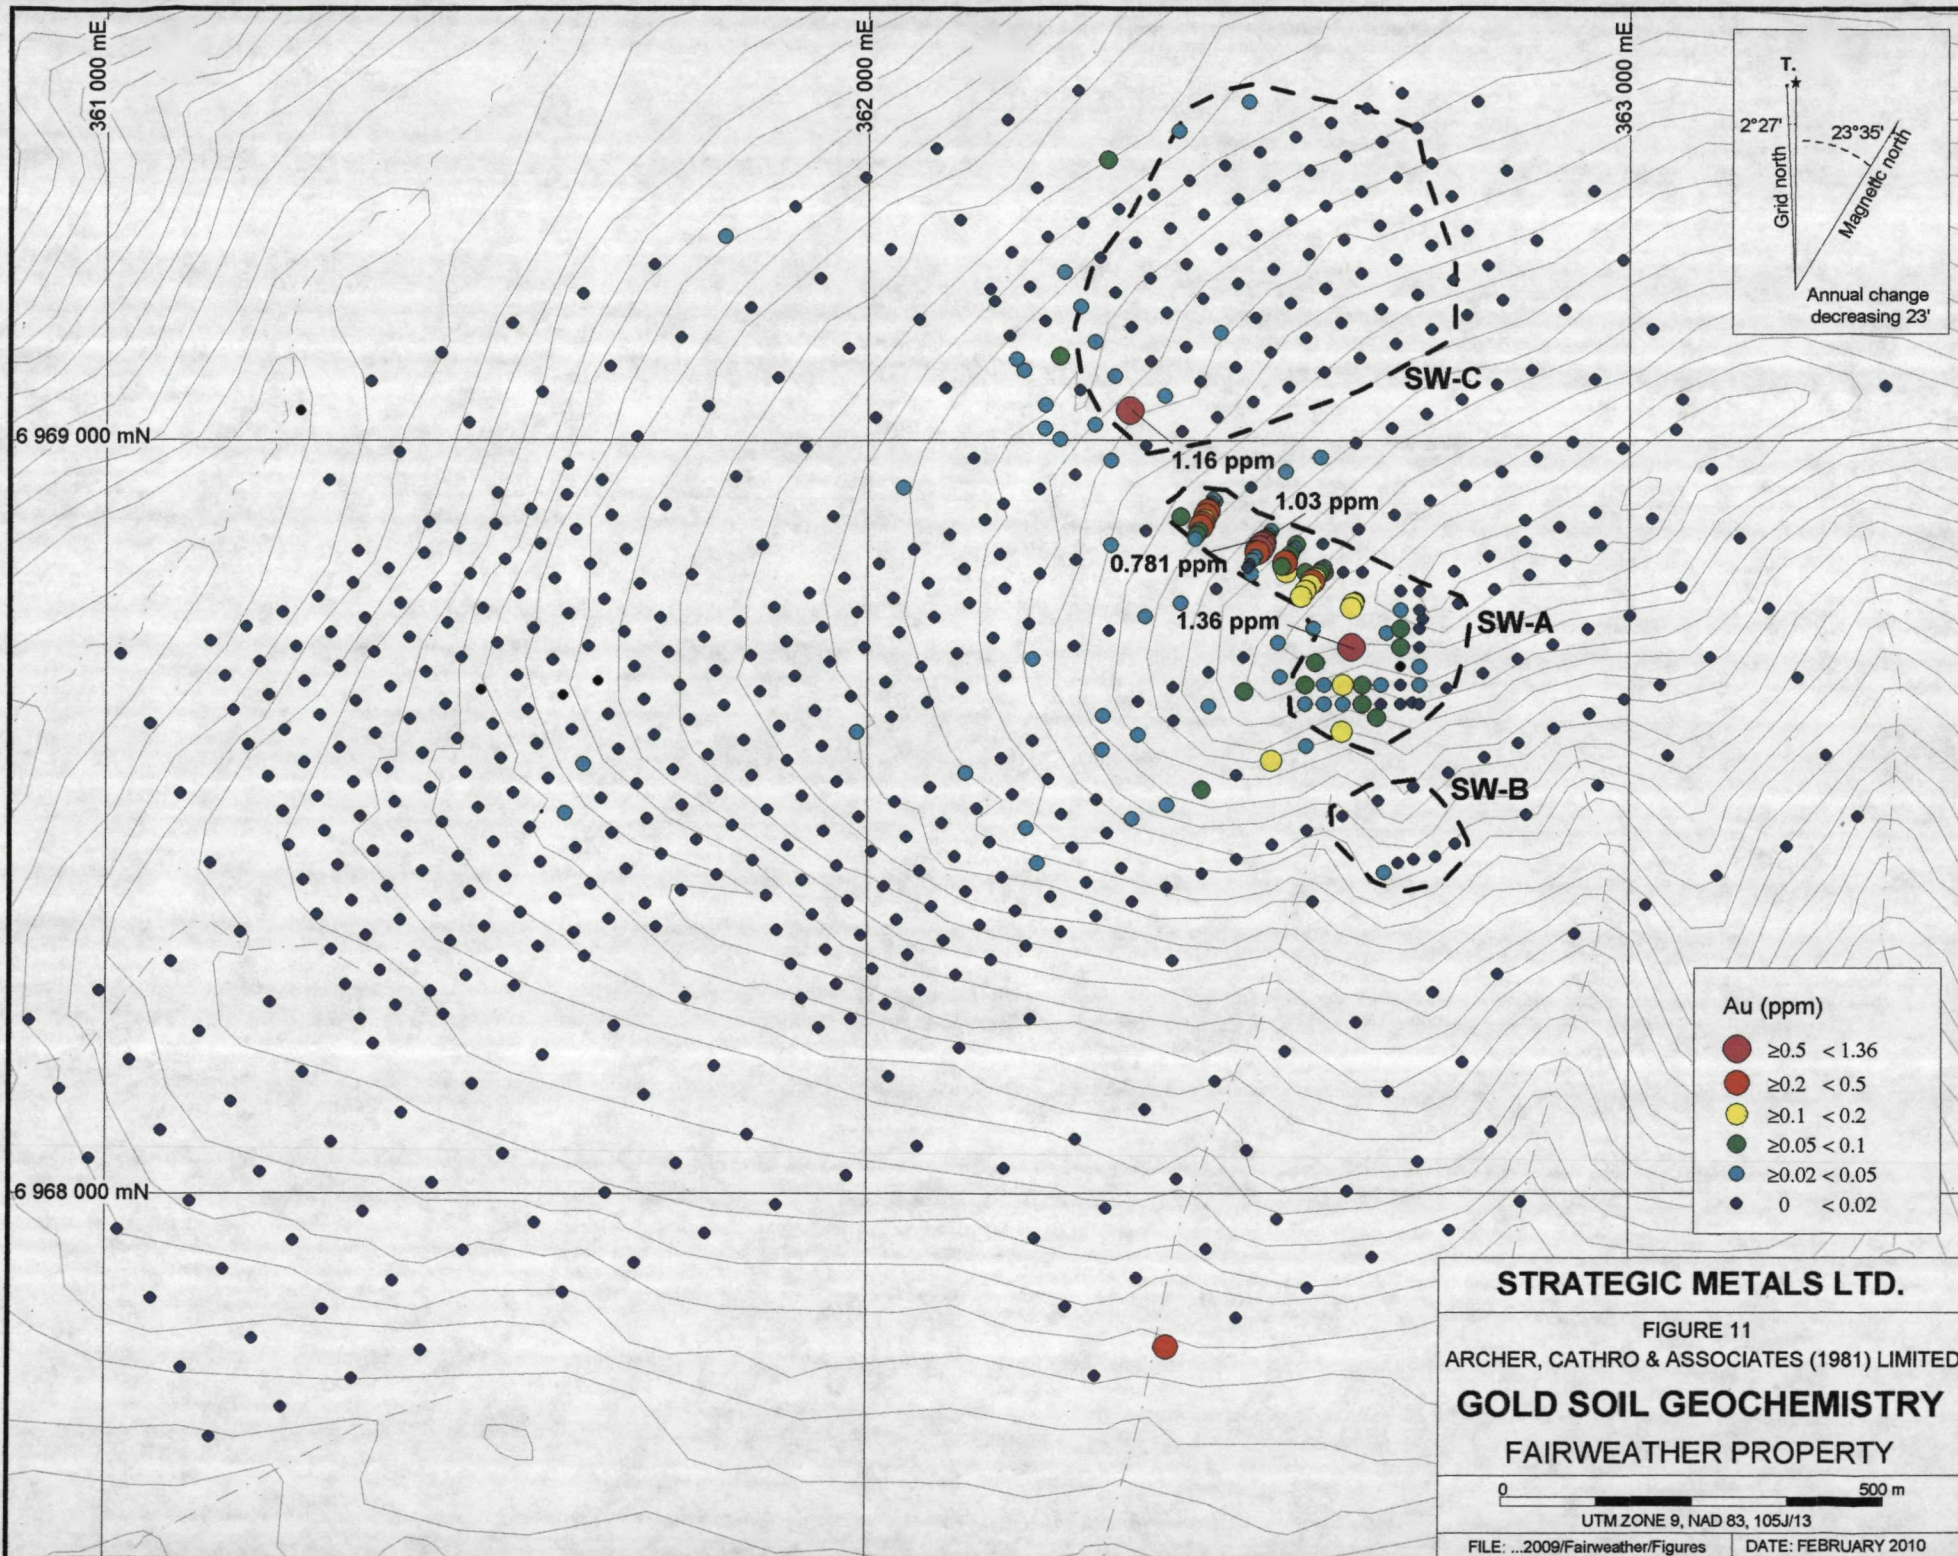 361 000 mE
362 000 mE
363 000 mE
T.
2°27'
23°35'
Grid north
Magnetic north
Annual change
decreasing 23'
SW-C
6 969 000 mN
1.16 ppm
1.03 ppm
0.781 ppm
1.36 ppm
SW-A
SW-B
Au (ppm)
≥0.5 < 1.36
≥0.2 < 0.5
≥0.1 < 0.2
≥0.05 < 0.1
≥0.02 < 0.05
0 < 0.02
6 968 000 mN
STRATEGIC METALS LTD.
FIGURE 11
ARCHER, CATHRO & ASSOCIATES (1981) LIMITED
GOLD SOIL GEOCHEMISTRY
FAIRWEATHER PROPERTY
0 500 m
UTM ZONE 9, NAD 83, 105J/13
FILE: ...2009/Fairweather/Figures DATE: FEBRUARY 2010